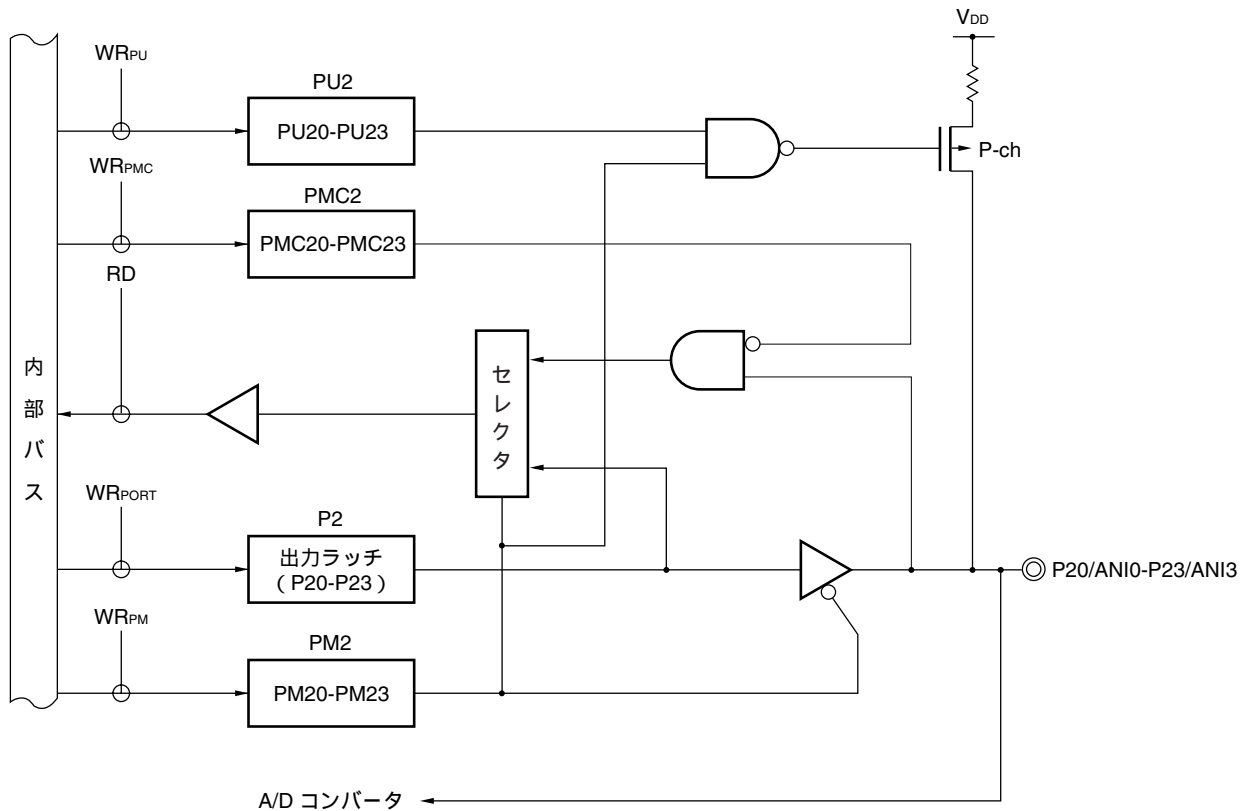 VDD
WRPU
PU2
PU20-PU23
P-ch
WRPMC
PMC2
PMC20-PMC23
RD
内部バス
セレクタ
WRPORT
P2
出力ラッチ
(P20-P23)
P20/ANI0-P23/ANI3
WRPM
PM2
PM20-PM23
A/D コンバータ